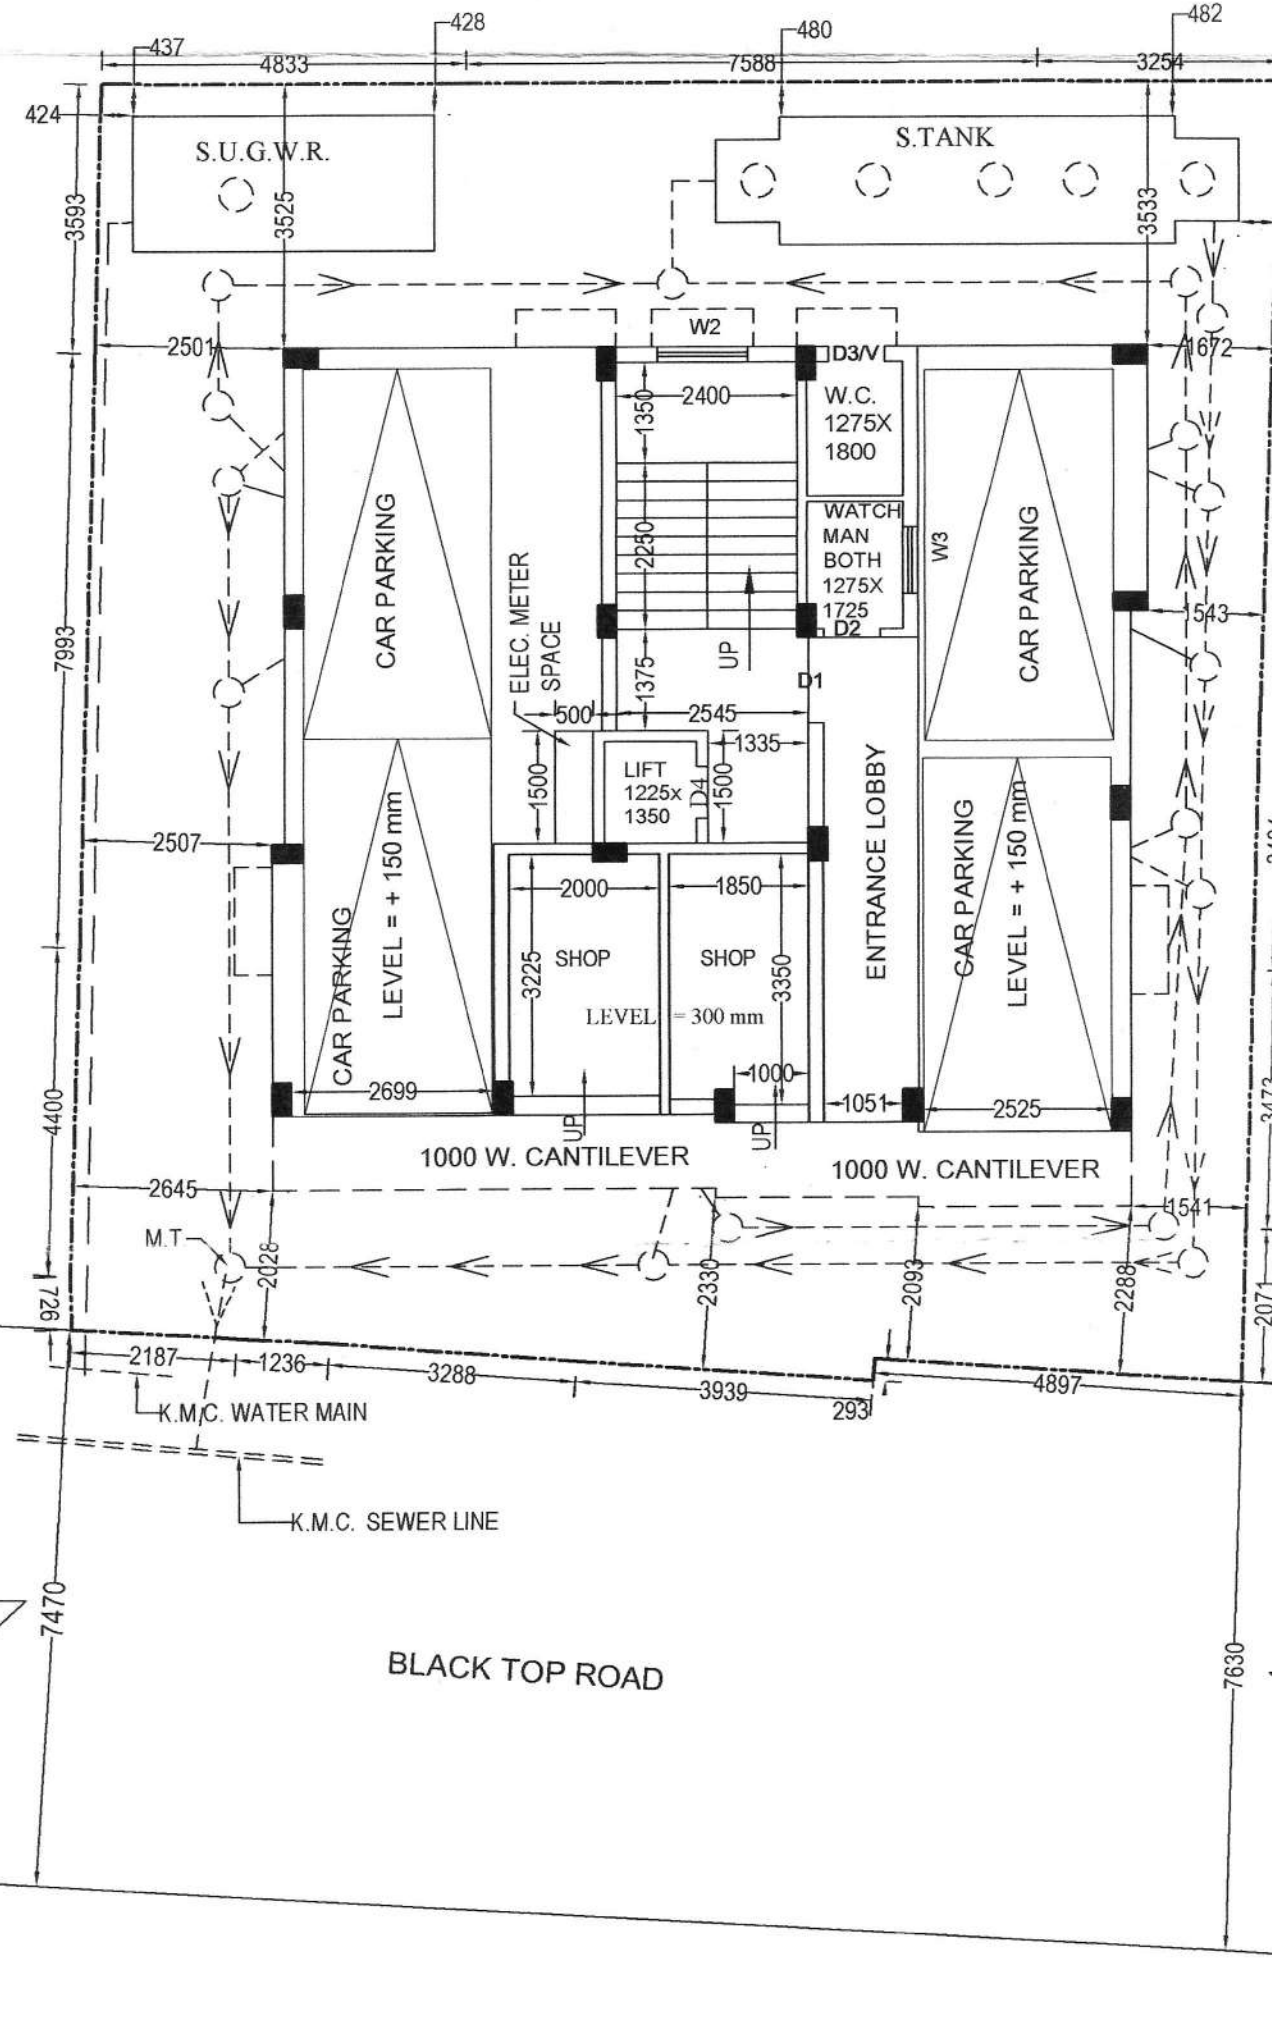 428
480
482
437
4833
7588
3254
424
S.U.G.W.R.
S.TANK
3593
3525
3533
2501
W2
D3/V
1672
1350
2400
W.C.
1275X
1800
CAR PARKING
2250
WATCH
MAN
BOTH
1275X
1725
D2
W3
CAR PARKING
ELEC. METER
SPACE
1543
7993
1375
UP
D1
500
2545
1335
LIFT
1225x
1350
D4
1500
1500
ENTRANCE LOBBY
2507
CAR PARKING
LEVEL = + 150 mm
2000
1850
CAR PARKING
LEVEL = + 150 mm
3225
SHOP
SHOP
3350
LEVEL = 300 mm
1000
2699
1051
2525
3473
4400
UP
UP
1000 W. CANTILEVER
1000 W. CANTILEVER
2645
1541
M.T
2028
2330
2093
2288
2071
726
2187
1236
3288
3939
4897
293
K.M.C. WATER MAIN
K.M.C. SEWER LINE
7470
7630
BLACK TOP ROAD